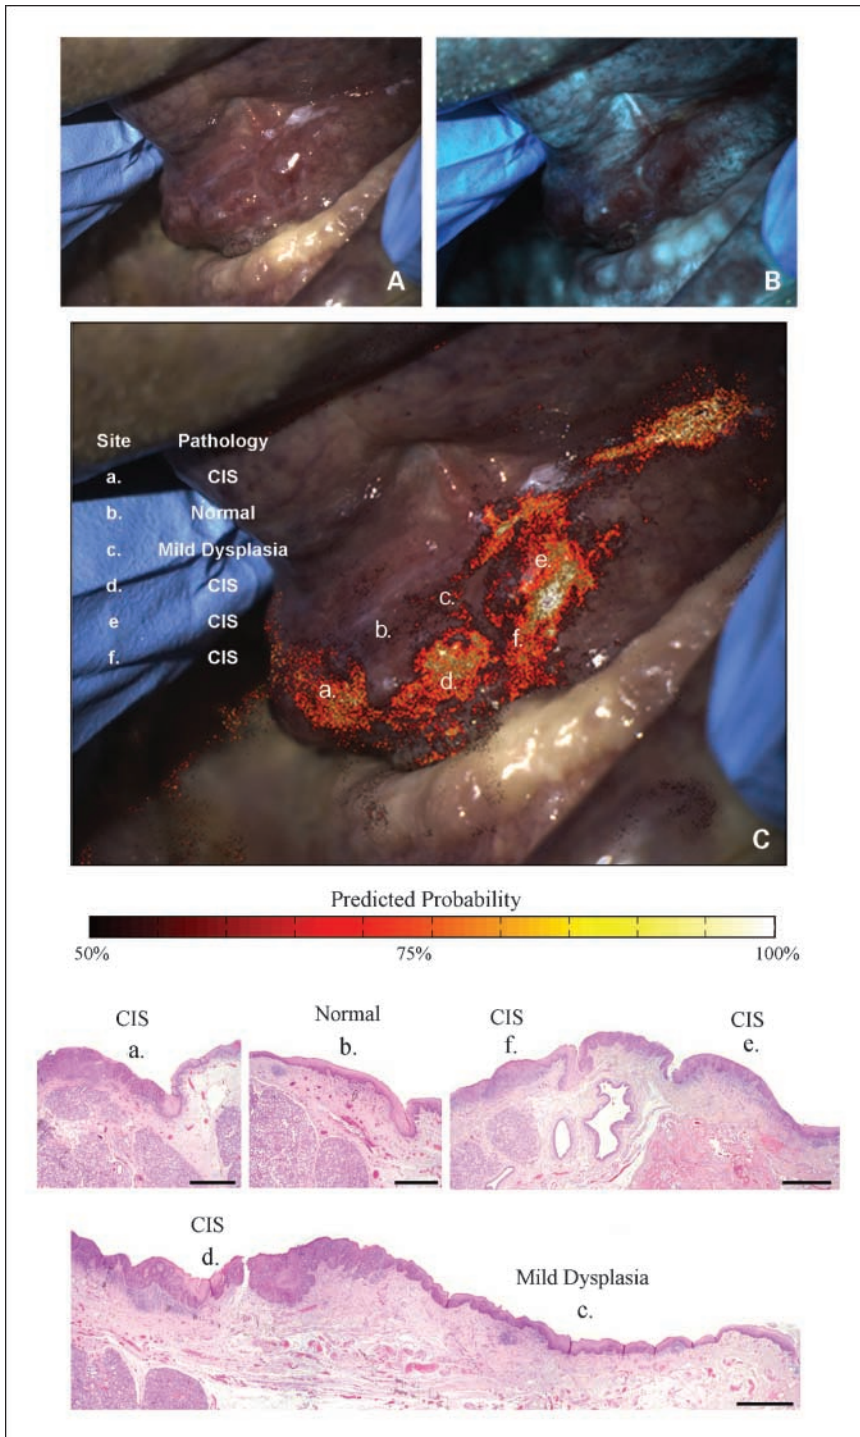 A
B
Site Pathology
a. CIS
b. Normal
c. Mild Dysplasia
d. CIS
e CIS
f. CIS
a.
b.
c.
d.
e.
f.
C
Predicted Probability
50% 75% 100%
CIS
a.
Normal
b.
CIS
f.
CIS
e.
CIS
d.
Mild Dysplasia
c.